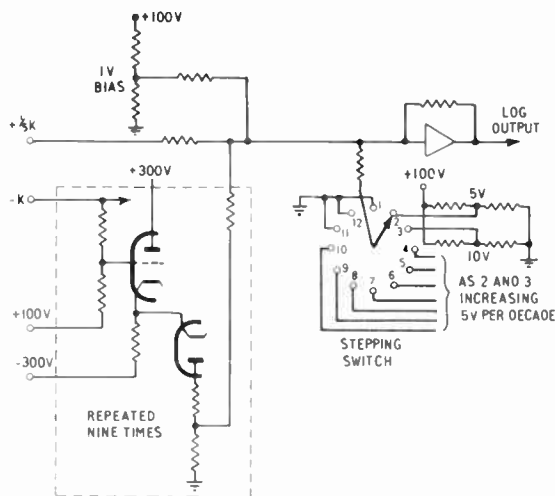 +100V
1V
BIAS
+⅕K
LOG
OUTPUT
+300V
+100V
-K
5V
10V
1
2
3
4
5
6
7
8
9
10
11
12
AS 2 AND 3
INCREASING
5V PER DECADE
STEPPING
SWITCH
+100V
-300V
REPEATED
NINE TIMES